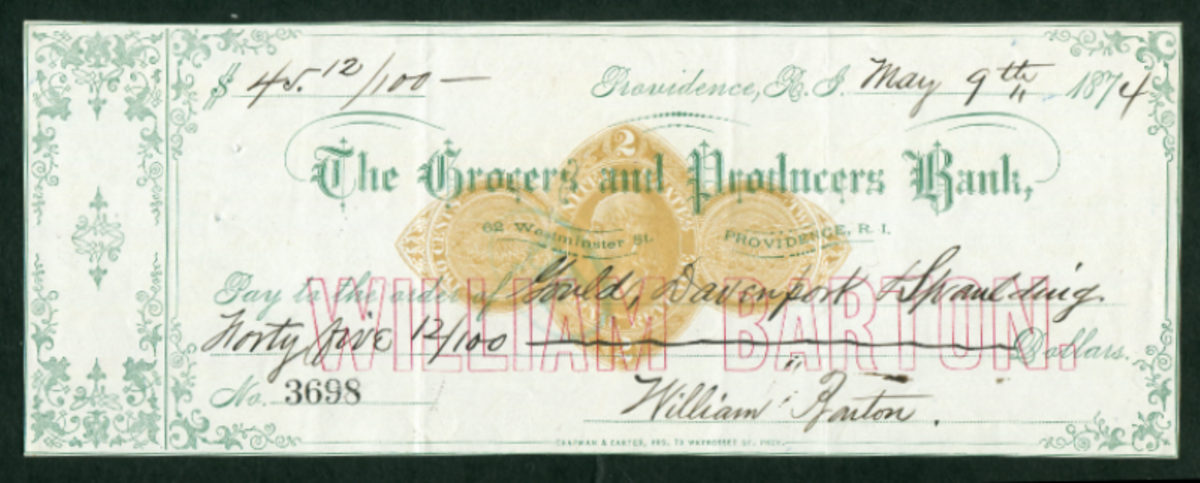 $ 45.12/100 — Providence, R. I. May 9th 1874
2
The Grocers and Producers Bank,
62 Westminster St. PROVIDENCE, R. I.
Pay to the order of Gould, Davenport & Spaulding
WILLIAM BARTON.
Forty five 12/100 Dollars.
No. 3698
William Barton.